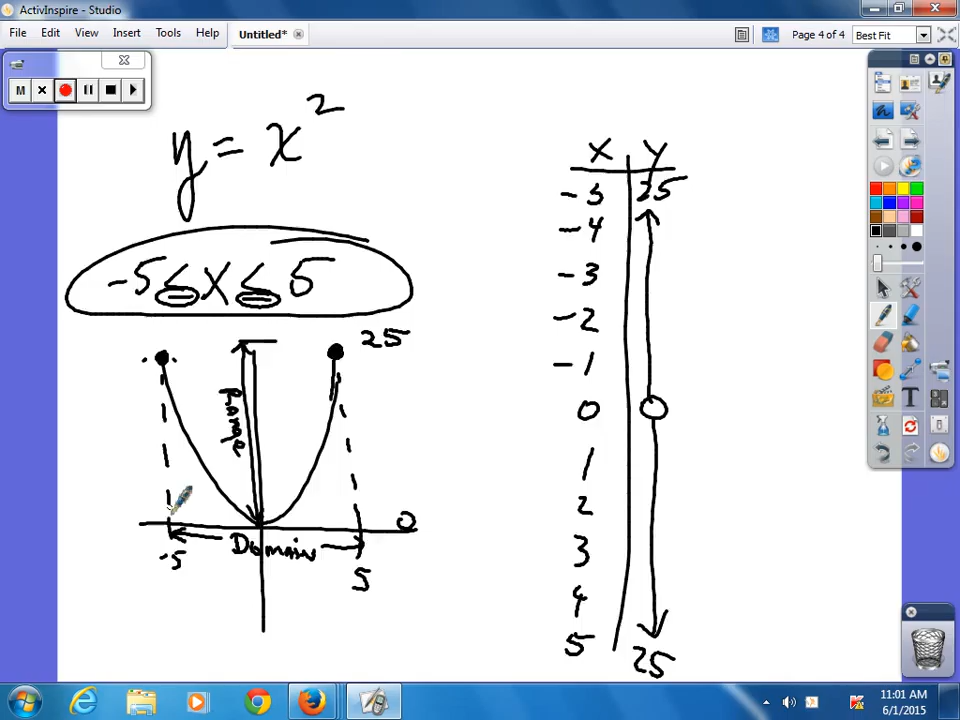 ActivInspire - Studio
File Edit View Insert Tools Help Untitled* Page 4 of 4 Best Fit
M
y = x²
-5 ≤ x ≤ 5
25
Range
0
Domain
-5
5
X Y
-5 25
-4
-3
-2
-1
0 0
1
2
3
4
5 25
T
11:01 AM
6/1/2015